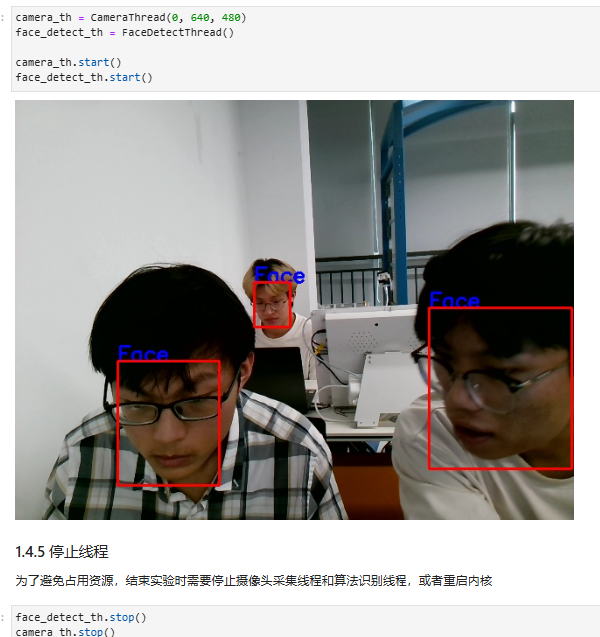 camera_th = CameraThread(0, 640, 480)
face_detect_th = FaceDetectThread()
camera_th.start()
face_detect_th.start()
Face
Face
Face
1.4.5 停止线程
为了避免占用资源，结束实验时需要停止摄像头采集线程和算法识别线程，或者重启内核
face_detect_th.stop()
camera_th.stop()